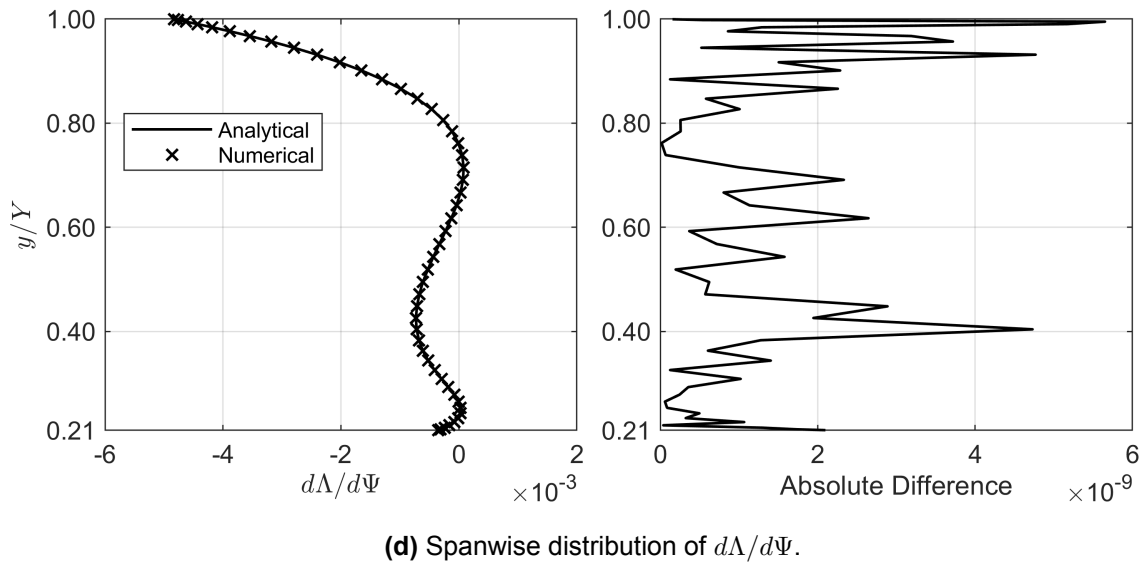 1.00
0.80
0.60
0.40
0.21
y/Y
Analytical
Numerical
-6 -4 -2 0 2
dΛ/dΨ
×10⁻³
1.00
0.80
0.60
0.40
0.21
0 2 4 6
Absolute Difference
×10⁻⁹
(d) Spanwise distribution of dΛ/dΨ.